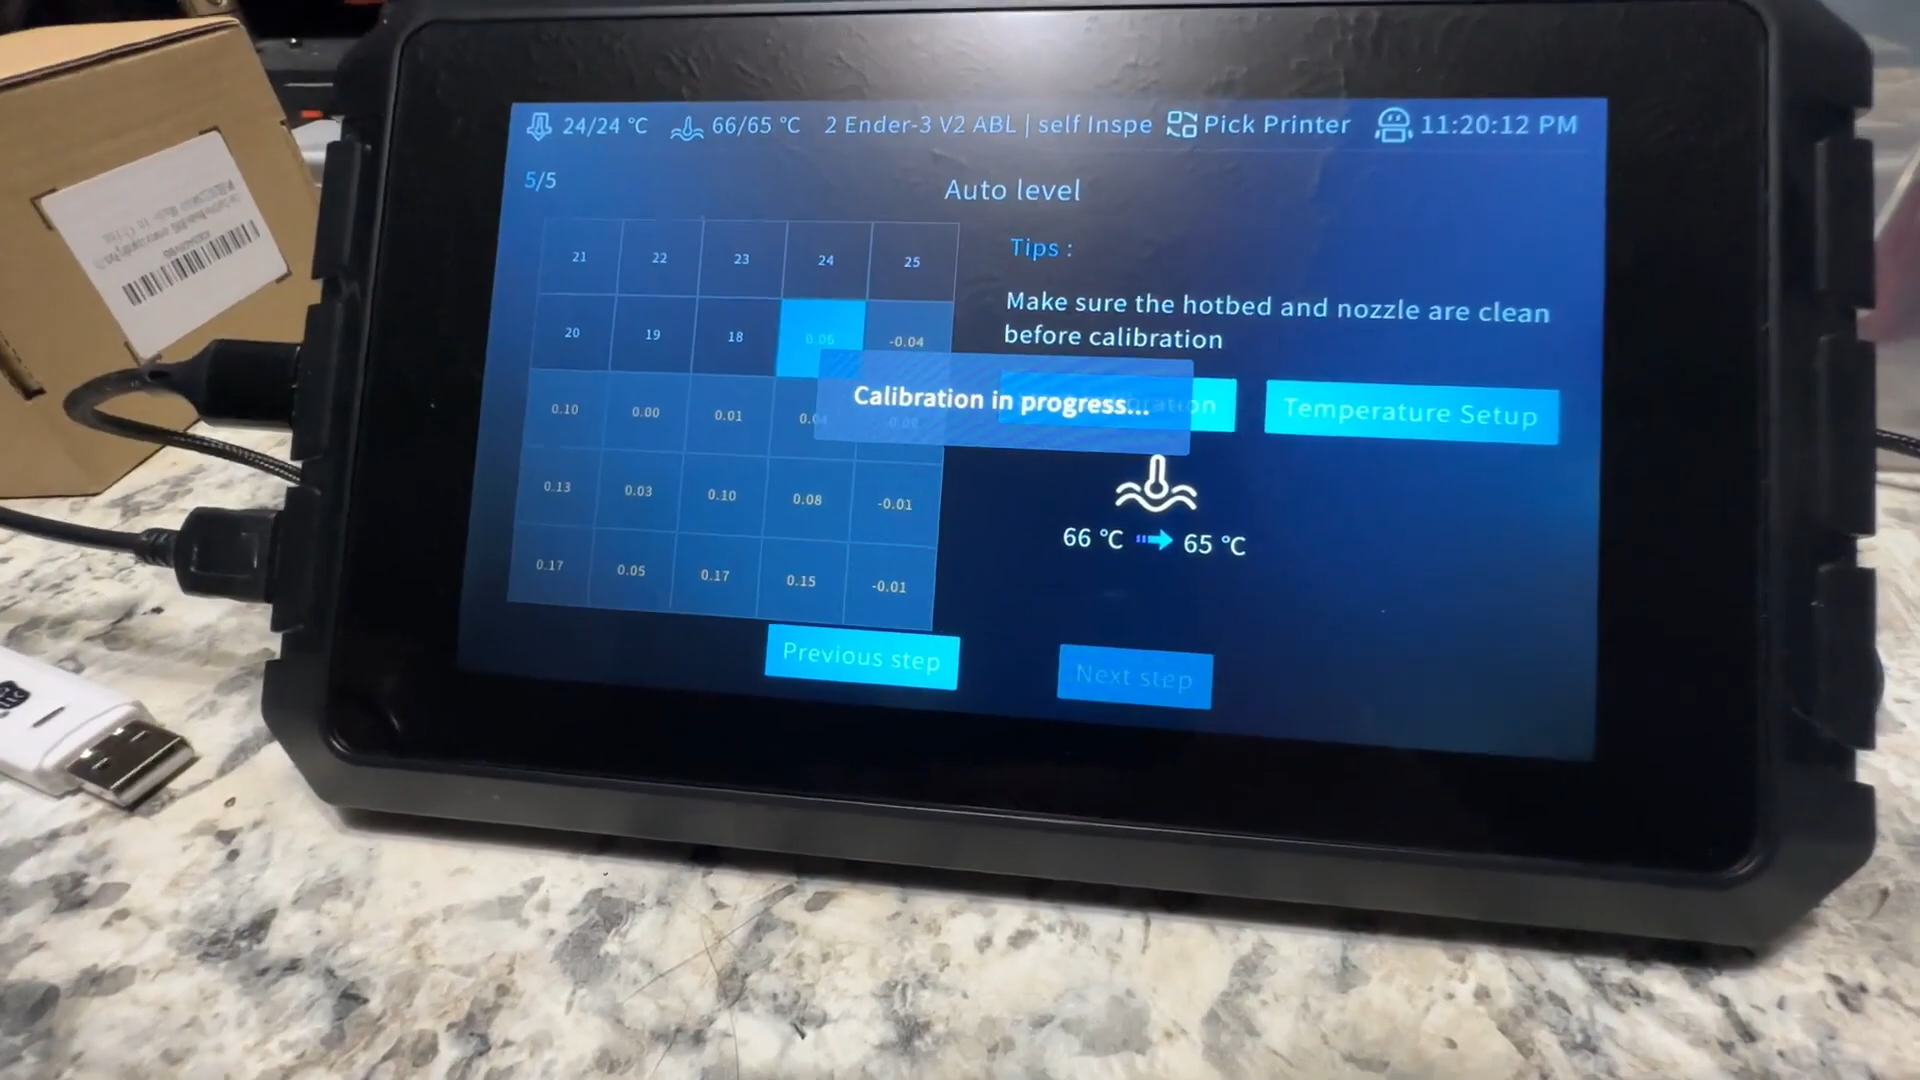 24/24 ℃ 66/65 ℃ 2 Ender-3 V2 ABL | self Inspe Pick Printer 11:20:12 PM
5/5
Auto level
21 22 23 24 25
20 19 18 0.06 -0.04
0.10 0.00 0.01
0.13 0.03 0.10 0.08 -0.01
0.17 0.05 0.17 0.15 -0.01
Tips :
Make sure the hotbed and nozzle are clean
before calibration
Calibration in progress...
Temperature Setup
66 ℃ 65 ℃
Previous step
Next step